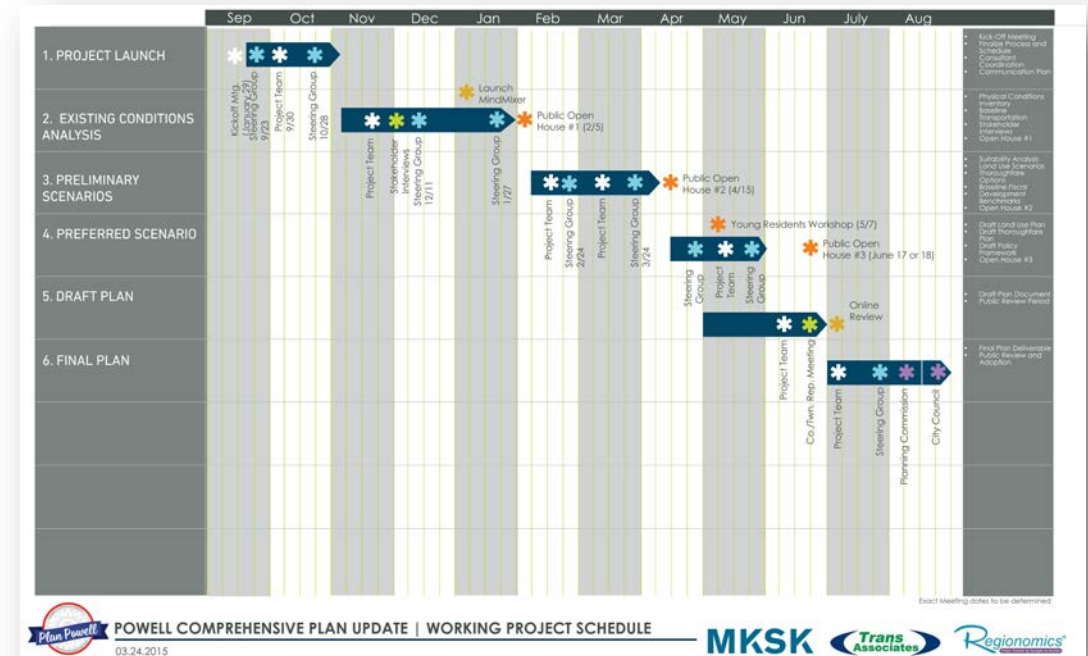 Sep Oct Nov Dec Jan Feb Mar Apr May Jun July Aug
1. PROJECT LAUNCH
Kickoff Mtg.
(January 29)
Steering Group
9/23
Project Team
9/30
Steering Group
10/28
• Kick-Off Meeting
• Finalize Process and
Schedule
• Consultant
Coordination
• Communication Plan
2. EXISTING CONDITIONS
ANALYSIS
Launch
MindMixer
Public Open
House #1 (2/5)
Project Team
Stakeholder
Interviews
Steering Group
12/11
Steering Group
1/27
• Physical Conditions
Inventory
• Baseline
Transportation
• Stakeholder
Interviews
• Open House #1
3. PRELIMINARY
SCENARIOS
Public Open
House #2 (4/15)
Project Team
Steering Group
2/24
Project Team
Steering Group
3/24
• Suitability Analysis
• Land Use Scenarios
• Thoroughfare
Options
• Baseline Fiscal
• Development
Benchmarks
• Open House #2
4. PREFERRED SCENARIO
Young Residents Workshop (5/7)
Public Open
House #3 (June 17 or 18)
Steering
Group
Project
Team
Steering
Group
• Draft Land Use Plan
• Draft Thoroughfare
Plan
• Draft Policy
Framework
• Open House #3
5. DRAFT PLAN
Online
Review
Project Team
Co./Twn. Rep. Meeting
• Draft Plan Document
• Public Review Period
6. FINAL PLAN
Project Team
Steering Group
Planning Commission
City Council
• Final Plan Deliverable
• Public Review and
Adoption
Exact Meeting dates to be determined
Plan Powell
POWELL COMPREHENSIVE PLAN UPDATE | WORKING PROJECT SCHEDULE
03.24.2015
MKSK
Trans
Associates
Regionomics